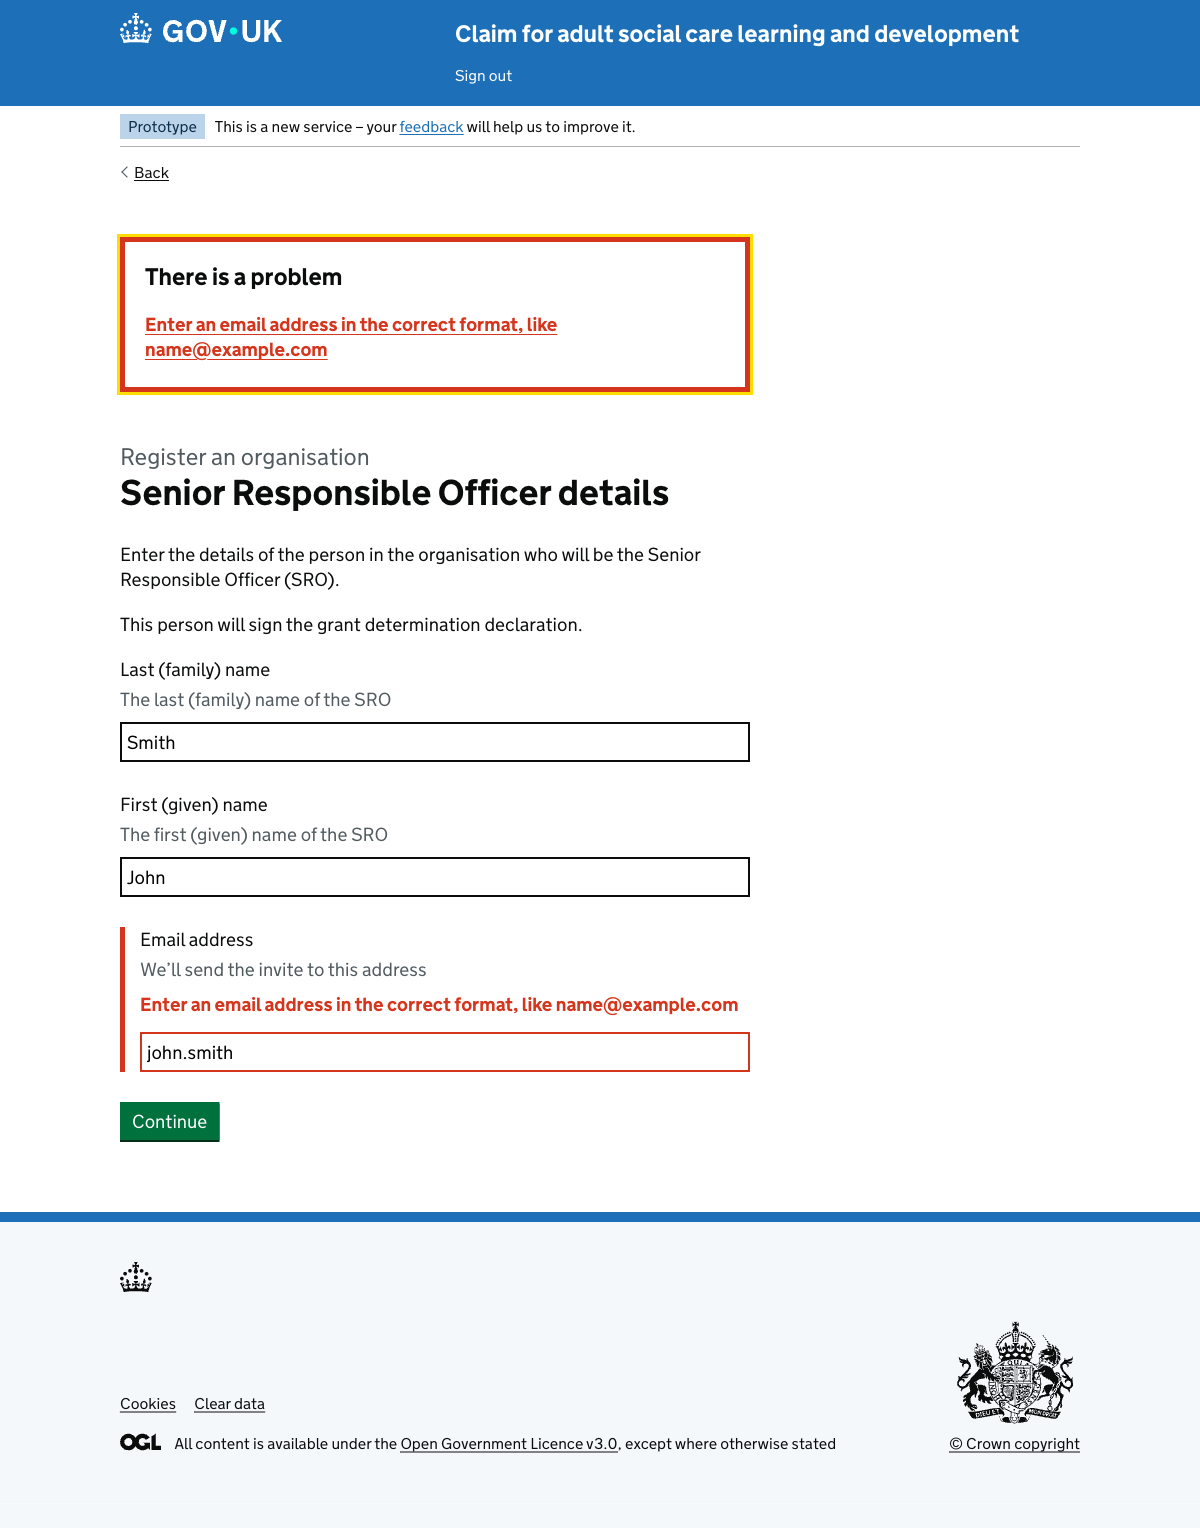 GOV•UK
Claim for adult social care learning and development
Sign out
Prototype This is a new service – your feedback will help us to improve it.
Back
There is a problem
Enter an email address in the correct format, like
name@example.com
Register an organisation
Senior Responsible Officer details
Enter the details of the person in the organisation who will be the Senior
Responsible Officer (SRO).
This person will sign the grant determination declaration.
Last (family) name
The last (family) name of the SRO
Smith
First (given) name
The first (given) name of the SRO
John
Email address
We’ll send the invite to this address
Enter an email address in the correct format, like name@example.com
john.smith
Continue
Cookies Clear data
OGL All content is available under the Open Government Licence v3.0, except where otherwise stated
© Crown copyright